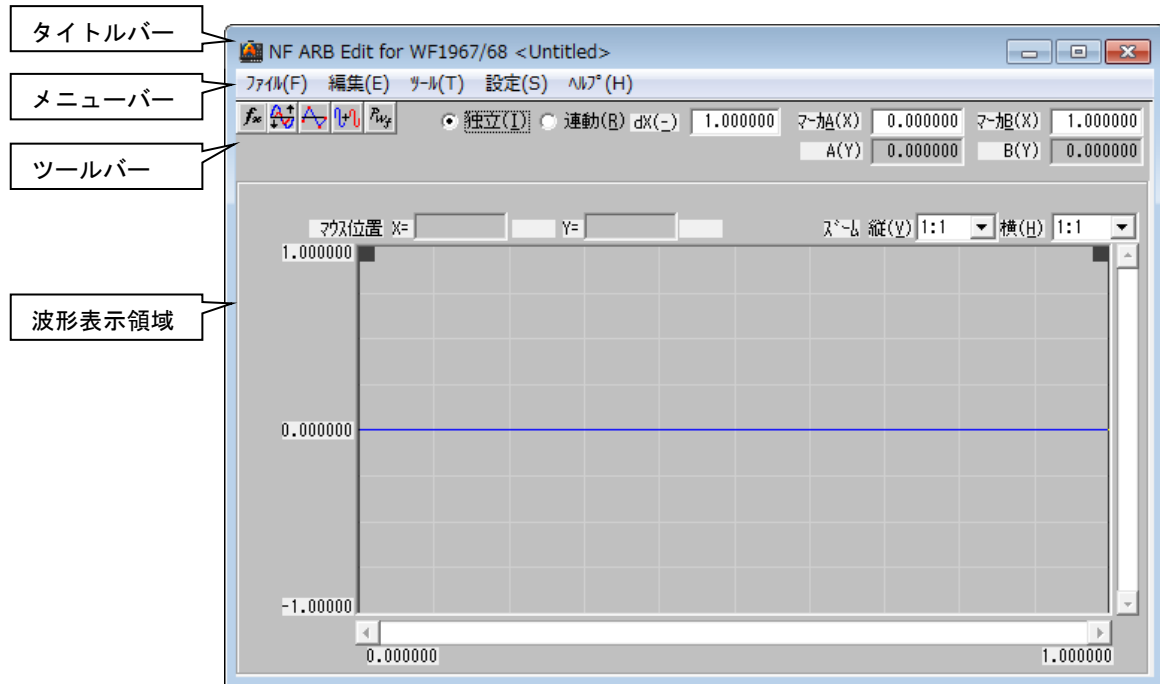 タイトルバー
NF ARB Edit for WF1967/68 <Untitled>
メニューバー
ﾌｧｲﾙ(F) 編集(E) ﾂｰﾙ(T) 設定(S) ﾍﾙﾌﾟ(H)
ツールバー
独立(I) 連動(R) dX(-) 1.000000 ﾏｰｶA(X) 0.000000 ﾏｰｶB(X) 1.000000
A(Y) 0.000000 B(Y) 0.000000
ﾏｳｽ位置 X= Y= ｽﾞｰﾑ 縦(V) 1:1 横(H) 1:1
1.000000
波形表示領域
0.000000
-1.00000
0.000000 1.000000